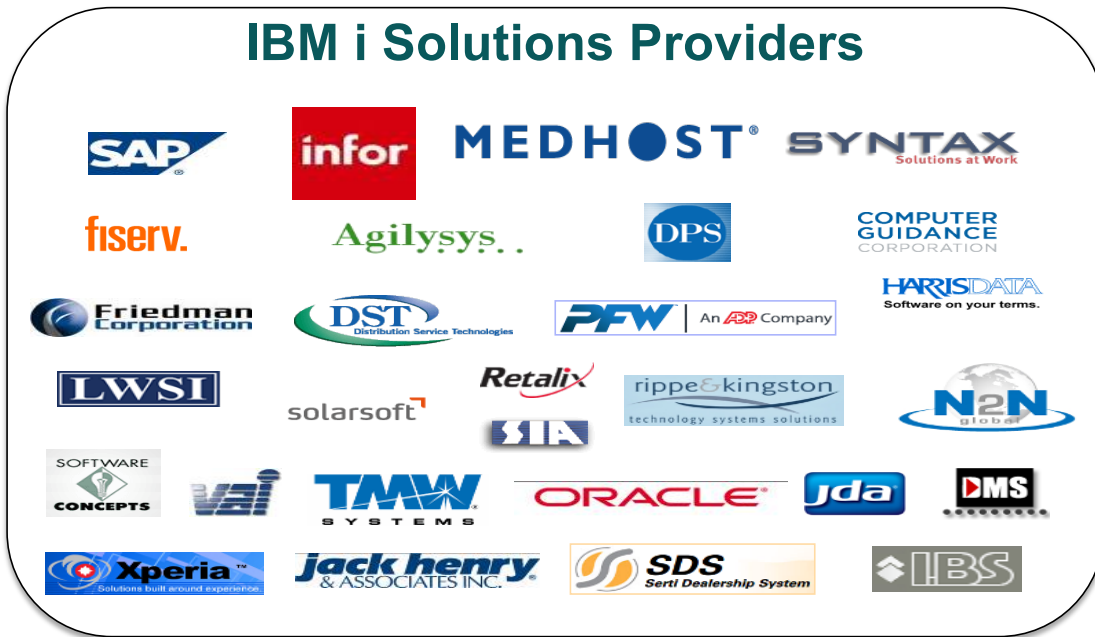 IBM i Solutions Providers
SAP ®
infor
MEDHOST®
SYNTAX
Solutions at Work
fiserv.
Agilysys
DPS
COMPUTER
GUIDANCE
CORPORATION
Friedman
Corporation
DST
Distribution Service Technologies
PFW™ | An ADP Company
HARRISDATA
Software on your terms.
LWSI
solarsoft
Retalix
SIA
rippe&kingston
technology systems solutions
N2N
global
SOFTWARE
CONCEPTS
vai
TMW
SYSTEMS
ORACLE®
jda
DMS
Xperia™
Solutions built around experience.
jack henry
& ASSOCIATES INC.®
SDS
Serti Dealership System
IBS